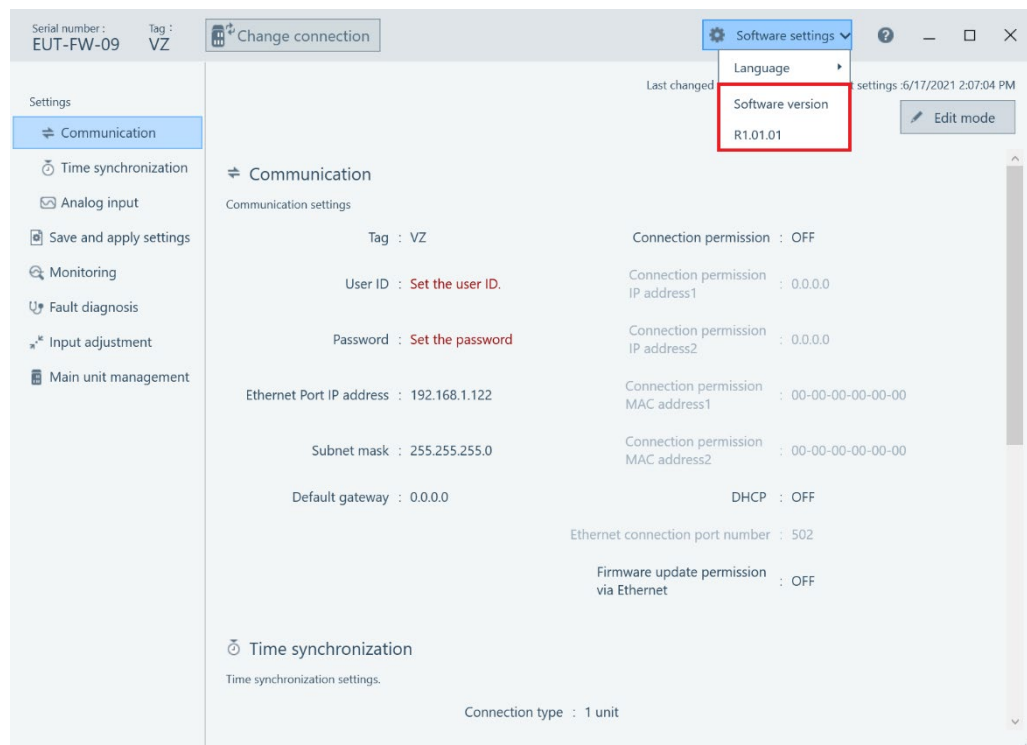 Serial number :
EUT-FW-09
Tag :
VZ
Change connection
Software settings
Language
Software version
R1.01.01
Last changed
settings :6/17/2021 2:07:04 PM
Edit mode
Settings
Communication
Time synchronization
Analog input
Save and apply settings
Monitoring
Fault diagnosis
Input adjustment
Main unit management
Communication
Communication settings
Tag : VZ
Connection permission : OFF
User ID : Set the user ID.
Connection permission
IP address1 : 0.0.0.0
Password : Set the password
Connection permission
IP address2 : 0.0.0.0
Ethernet Port IP address : 192.168.1.122
Connection permission
MAC address1 : 00-00-00-00-00-00
Subnet mask : 255.255.255.0
Connection permission
MAC address2 : 00-00-00-00-00-00
Default gateway : 0.0.0.0
DHCP : OFF
Ethernet connection port number : 502
Firmware update permission
via Ethernet : OFF
Time synchronization
Time synchronization settings.
Connection type : 1 unit